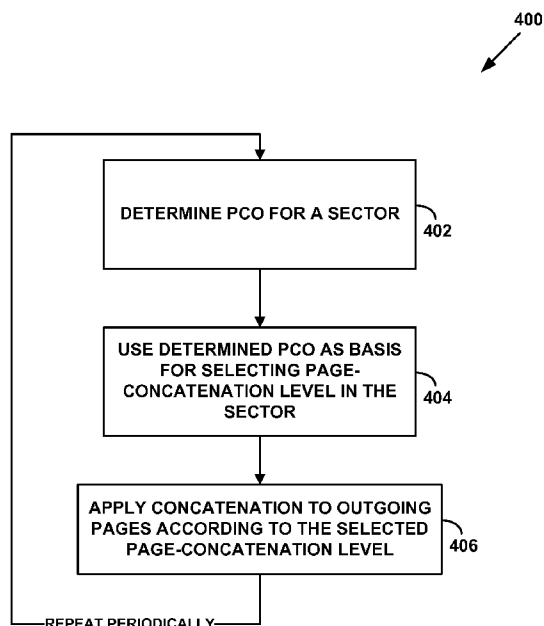 400
DETERMINE PCO FOR A SECTOR
402
USE DETERMINED PCO AS BASIS
FOR SELECTING PAGE-
CONCATENATION LEVEL IN THE
SECTOR
404
APPLY CONCATENATION TO OUTGOING
PAGES ACCORDING TO THE SELECTED
PAGE-CONCATENATION LEVEL
406
REPEAT PERIODICALLY